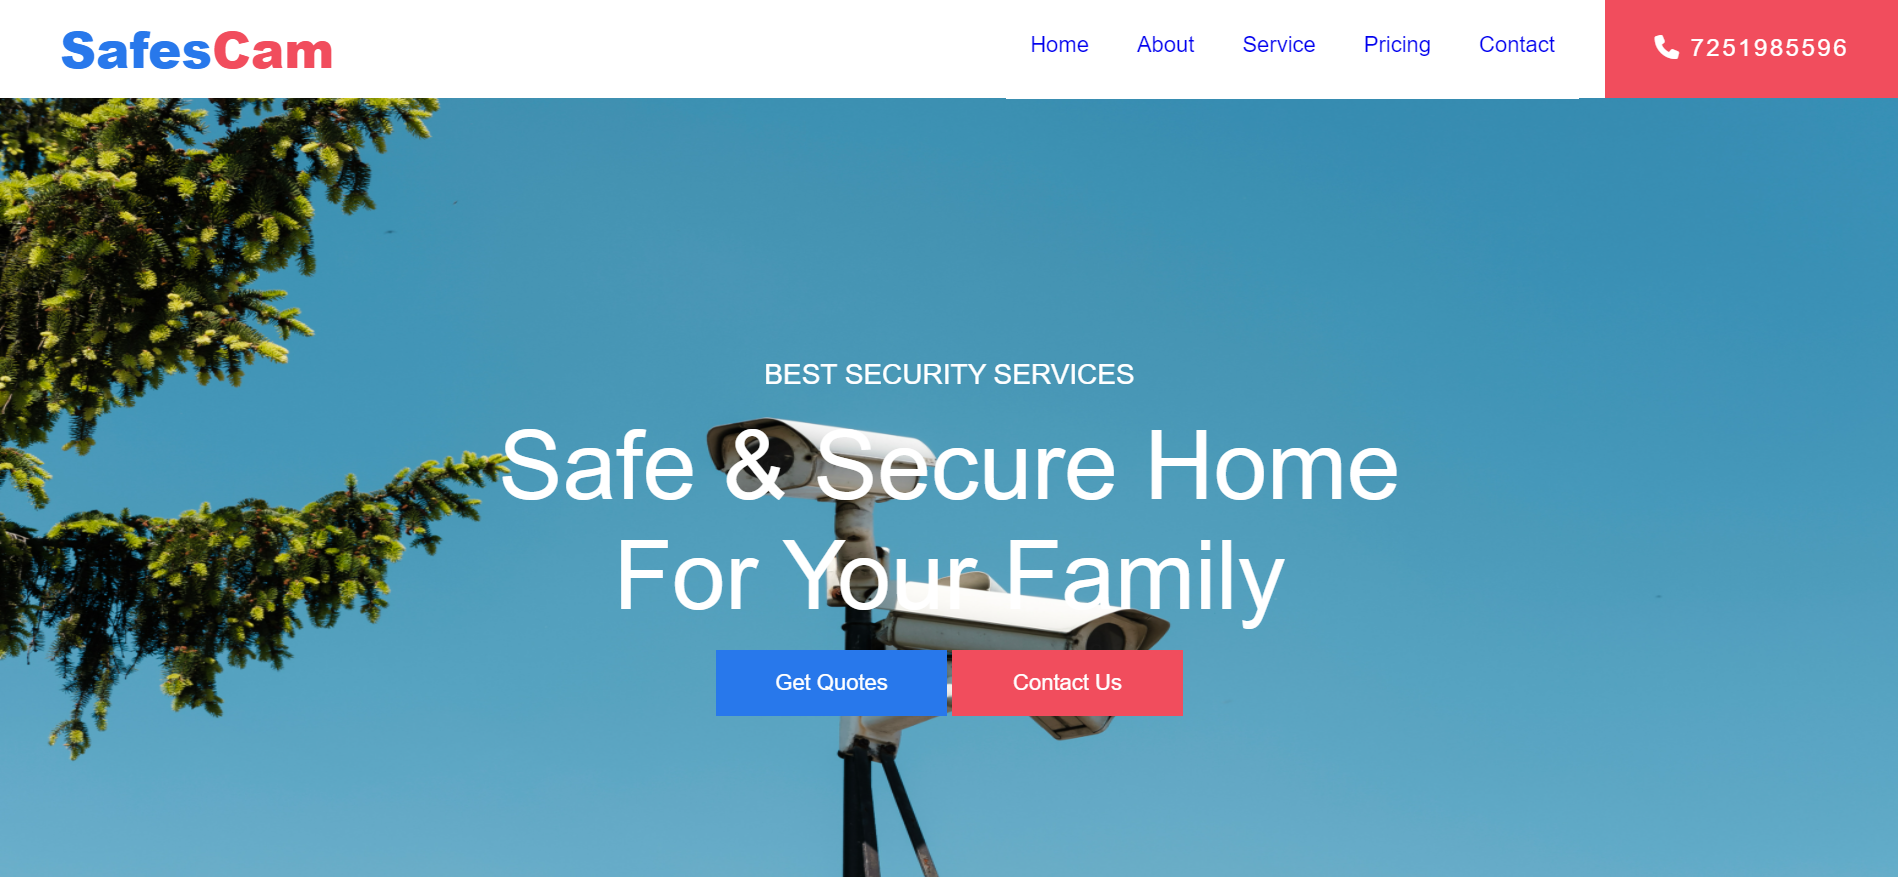 SafesCam
Home About Service Pricing Contact
7251985596
BEST SECURITY SERVICES
Safe & Secure Home
For Your Family
Get Quotes Contact Us